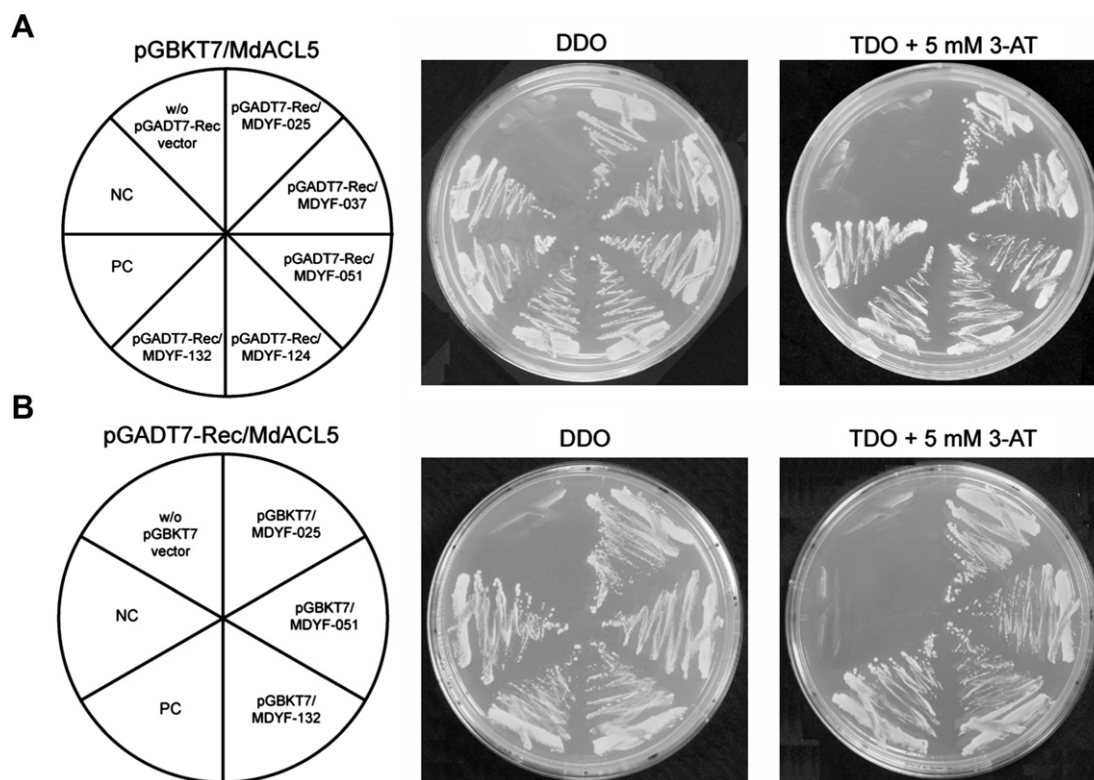 A
pGBKT7/MdACL5
DDO
TDO + 5 mM 3-AT
w/o
pGADT7-Rec
vector
pGADT7-Rec/
MDYF-025
NC
pGADT7-Rec/
MDYF-037
PC
pGADT7-Rec/
MDYF-051
pGADT7-Rec/
MDYF-132
pGADT7-Rec/
MDYF-124
B
pGADT7-Rec/MdACL5
DDO
TDO + 5 mM 3-AT
w/o
pGBKT7
vector
pGBKT7/
MDYF-025
NC
pGBKT7/
MDYF-051
PC
pGBKT7/
MDYF-132